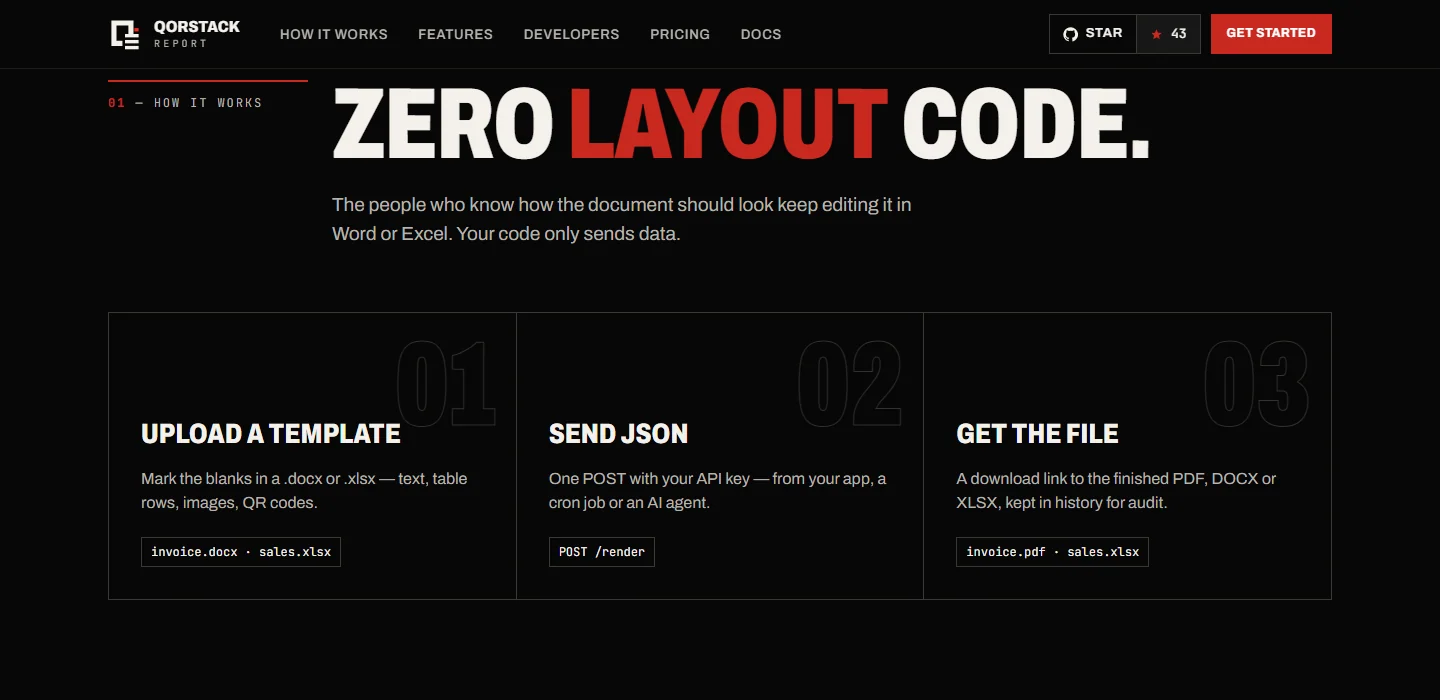 QORSTACK
REPORT
HOW IT WORKS
FEATURES
DEVELOPERS
PRICING
DOCS
STAR
★ 43
GET STARTED
01 — HOW IT WORKS
ZERO LAYOUT CODE.
The people who know how the document should look keep editing it in
Word or Excel. Your code only sends data.
01
UPLOAD A TEMPLATE
Mark the blanks in a .docx or .xlsx — text, table
rows, images, QR codes.
invoice.docx · sales.xlsx
02
SEND JSON
One POST with your API key — from your app, a
cron job or an AI agent.
POST /render
03
GET THE FILE
A download link to the finished PDF, DOCX or
XLSX, kept in history for audit.
invoice.pdf · sales.xlsx